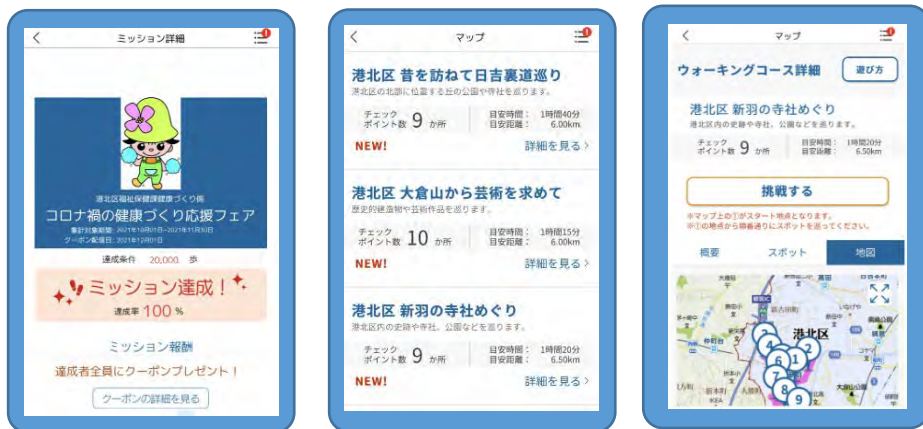 ミッション詳細
港北区福祉保健課健康づくり係
コロナ禍の健康づくり応援フェア
集計対象期間：2021年10月01日~2021年11月30日
クーポン配信日：2021年12月01日
達成条件 20,000 歩
ミッション達成！
達成率 100 %
ミッション報酬
達成者全員にクーポンプレゼント！
クーポンの詳細を見る
マップ
港北区 昔を訪ねて日吉裏道巡り
港北区の北部に位置する丘の公園や寺社を巡ります。
チェックポイント数 9 か所
目安時間： 1時間40分
目安距離： 6.00km
NEW!
詳細を見る
港北区 大倉山から芸術を求めて
歴史的建造物や芸術作品を巡ります。
チェックポイント数 10 か所
目安時間： 1時間15分
目安距離： 6.00km
NEW!
詳細を見る
港北区 新羽の寺社めぐり
港北区内の史跡や寺社、公園などを巡ります。
チェックポイント数 9 か所
目安時間： 1時間20分
目安距離： 6.50km
NEW!
詳細を見る
マップ
ウォーキングコース詳細
遊び方
港北区 新羽の寺社めぐり
港北区内の史跡や寺社、公園などを巡ります。
チェックポイント数 9 か所
目安時間： 1時間20分
目安距離： 6.50km
挑戦する
※マップ上の①がスタート地点となります。
※①の地点から順番通りにスポットを巡ってください。
概要
スポット
地図
港北区
新吉田町
仲町台
折本町
IKEA
大倉山公園
1
2
3
4
6
7
8
9